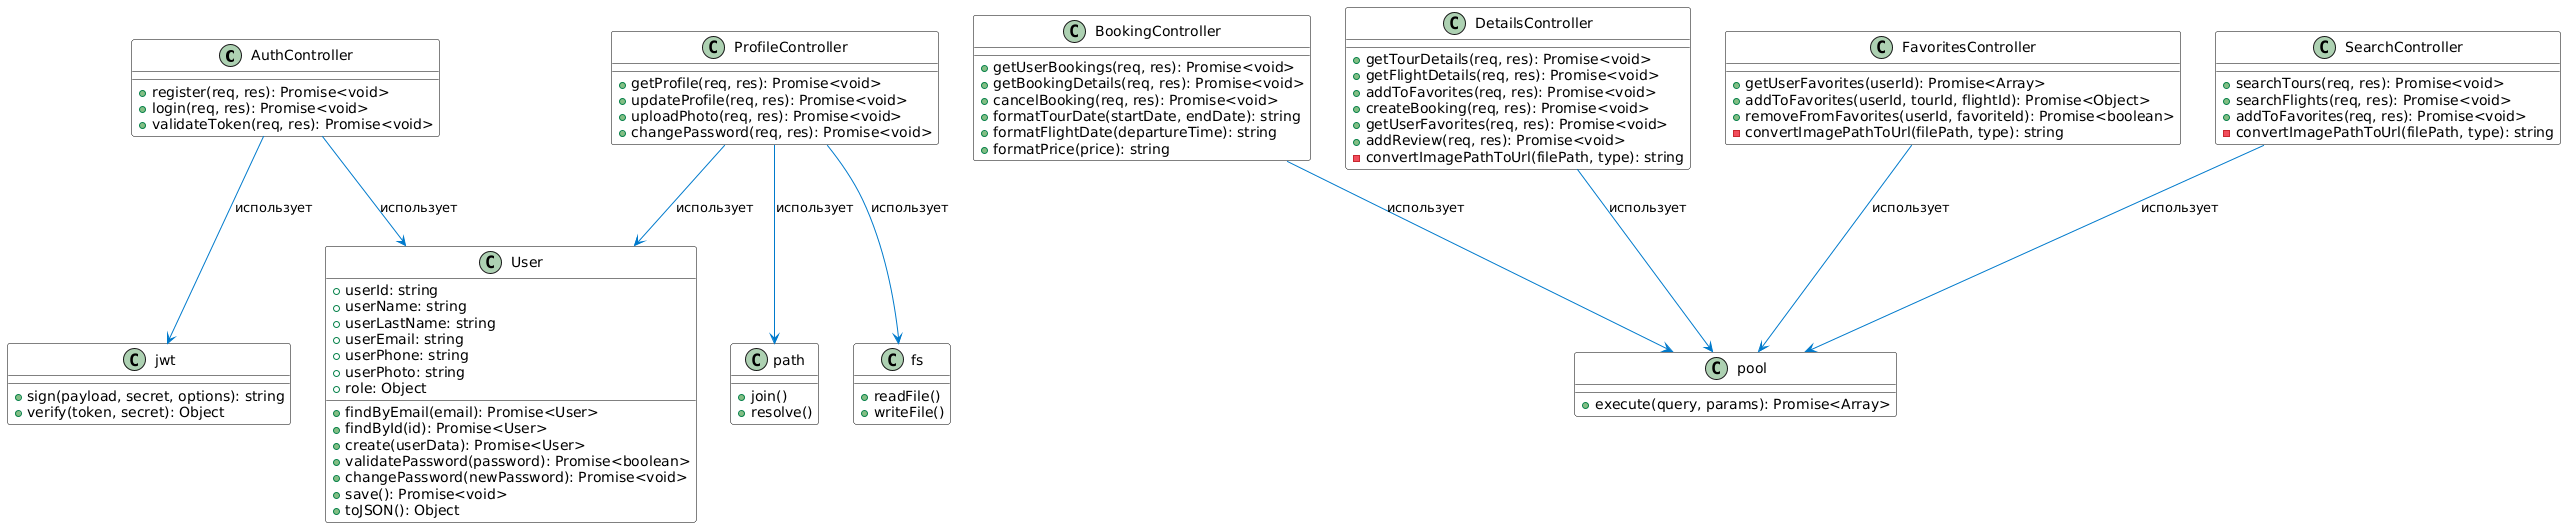 C AuthController
register(req, res): Promise<void>
login(req, res): Promise<void>
validateToken(req, res): Promise<void>
C ProfileController
getProfile(req, res): Promise<void>
updateProfile(req, res): Promise<void>
uploadPhoto(req, res): Promise<void>
changePassword(req, res): Promise<void>
C BookingController
getUserBookings(req, res): Promise<void>
getBookingDetails(req, res): Promise<void>
cancelBooking(req, res): Promise<void>
formatTourDate(startDate, endDate): string
formatFlightDate(departureTime): string
formatPrice(price): string
C DetailsController
getTourDetails(req, res): Promise<void>
getFlightDetails(req, res): Promise<void>
addToFavorites(req, res): Promise<void>
createBooking(req, res): Promise<void>
getUserFavorites(req, res): Promise<void>
addReview(req, res): Promise<void>
convertImagePathToUrl(filePath, type): string
C FavoritesController
getUserFavorites(userId): Promise<Array>
addToFavorites(userId, tourId, flightId): Promise<Object>
removeFromFavorites(userId, favoriteId): Promise<boolean>
convertImagePathToUrl(filePath, type): string
C SearchController
searchTours(req, res): Promise<void>
searchFlights(req, res): Promise<void>
addToFavorites(req, res): Promise<void>
convertImagePathToUrl(filePath, type): string
использует
использует
использует
использует
использует
использует
использует
использует
использует
C jwt
sign(payload, secret, options): string
verify(token, secret): Object
C User
userId: string
userName: string
userLastName: string
userEmail: string
userPhone: string
userPhoto: string
role: Object
findByEmail(email): Promise<User>
findById(id): Promise<User>
create(userData): Promise<User>
validatePassword(password): Promise<boolean>
changePassword(newPassword): Promise<void>
save(): Promise<void>
toJSON(): Object
C path
join()
resolve()
C fs
readFile()
writeFile()
C pool
execute(query, params): Promise<Array>